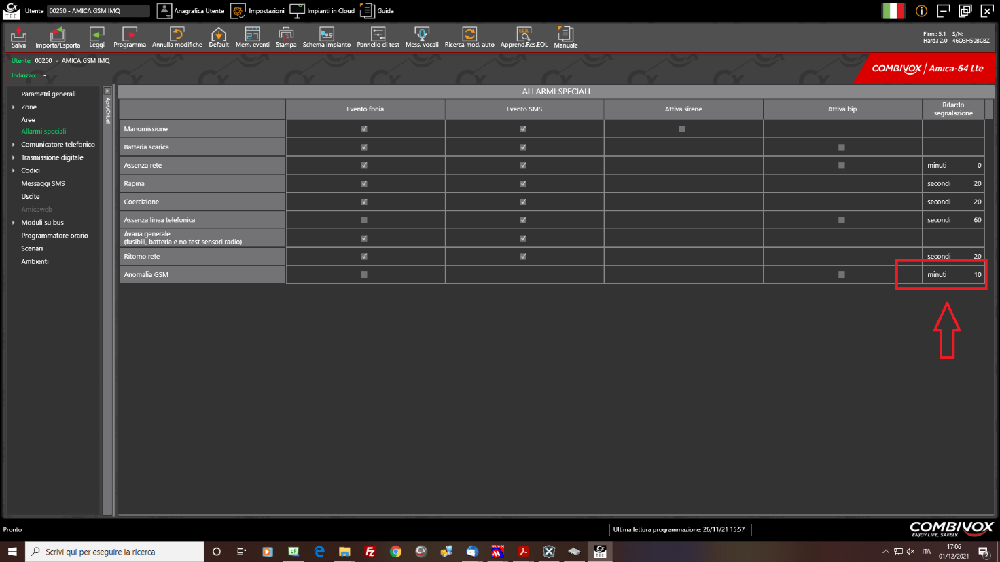 Cx TEC Utente 00250 - AMICA GSM IMQ Anagrafica Utente Impostazioni Impianti in Cloud Guida
Salva Importa/Esporta Leggi Programma Annulla modifiche Default Mem. eventi Stampa Schema impianto Pannello di test Mess. vocali Ricerca mod. auto Apprend.Res.EOL Manuale
Firm.: 5.1 S/N:
Hard.: 2.0 46O3H50BCBZ
Utente: 00250 - AMICA GSM IMQ
Indirizzo: -
COMBIVOX / Amica·64 Lte
Parametri generali
Zone
Aree
Allarmi speciali
Comunicatore telefonico
Trasmissione digitale
Codici
Messaggi SMS
Uscite
Amicaweb
Moduli su bus
Programmatore orario
Scenari
Ambienti
Apri/Chiudi
ALLARMI SPECIALI
Evento fonia Evento SMS Attiva sirene Attiva bip Ritardo segnalazione
Manomissione
Batteria scarica
Assenza rete minuti 0
Rapina secondi 20
Coercizione secondi 20
Assenza linea telefonica secondi 60
Avaria generale
(fusibili, batteria e no test sensori radio)
Ritorno rete secondi 20
Anomalia GSM minuti 10
Pronto
Ultima lettura programmazione: 26/11/21 15:57
COMBIVOX
ENJOY LIFE, SAFELY.
Scrivi qui per eseguire la ricerca
ITA
17:06
01/12/2021
2